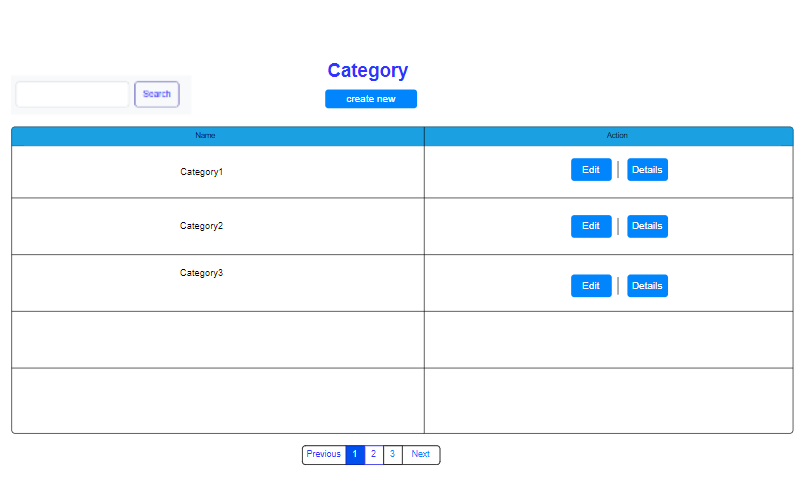 Category
Search
create new
Name Action
Category1 Edit | Details
Category2 Edit | Details
Category3 Edit | Details
Previous 1 2 3 Next